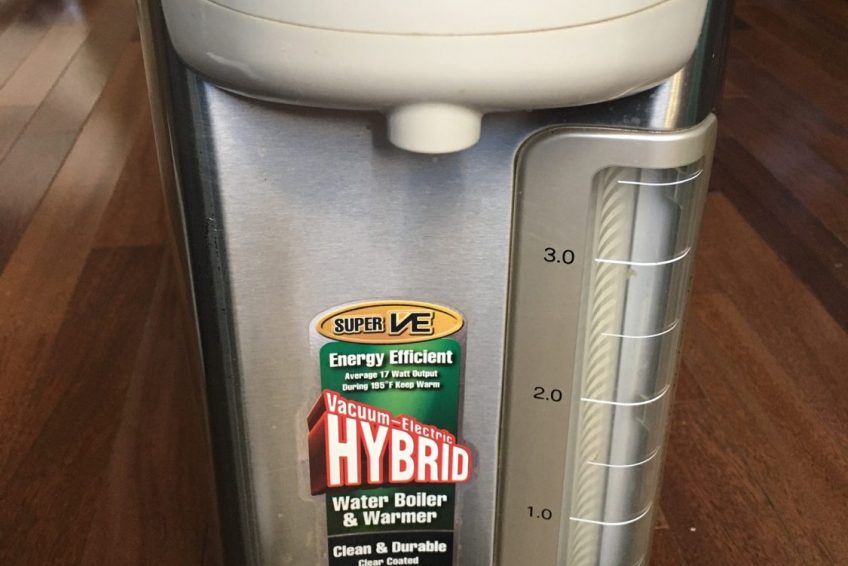 SUPER VE
Energy Efficient
Average 17 Watt Output
During 195°F Keep Warm
Vacuum-Electric
HYBRID
Water Boiler
& Warmer
Clean & Durable
Clear Coated
3.0
2.0
1.0